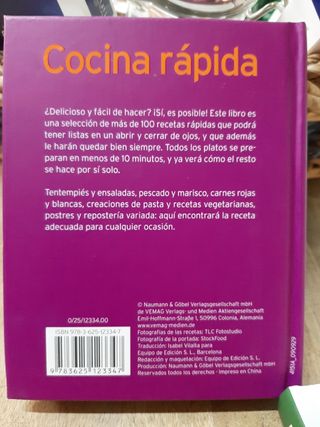 Cocina rápida
¿Delicioso y fácil de hacer? ¡Sí, es posible! Este libro es
una selección de más de 100 recetas rápidas que podrá
tener listas en un abrir y cerrar de ojos, y que además
le harán quedar bien siempre. Todos los platos se pre-
paran en menos de 10 minutos, y ya verá cómo el resto
se hace por sí solo.
Tentempiés y ensaladas, pescado y marisco, carnes rojas
y blancas, creaciones de pasta y recetas vegetarianas,
postres y repostería variada: aquí encontrará la receta
adecuada para cualquier ocasión.
0/25/12334.00
ISBN 978-3-625-12334-7
9 783625 123347
© Naumann & Göbel Verlagsgesellschaft mbH
de VEMAG Verlags- und Medien Aktiengesellschaft
Emil-Hoffmann-Straße 1, 50996 Colonia, Alemania
www.vemag-medien.de
Fotografías de las recetas: TLC Fotostudio
Fotografía de la portada: StockFood
Traducción: Isabel Vilalta para
Equipo de Edición S. L., Barcelona
Redacción y maquetación: Equipo de Edición S. L.
Producción: Naumann & Göbel Verlagsgesellschaft mbH
Reservados todos los derechos · Impreso en China